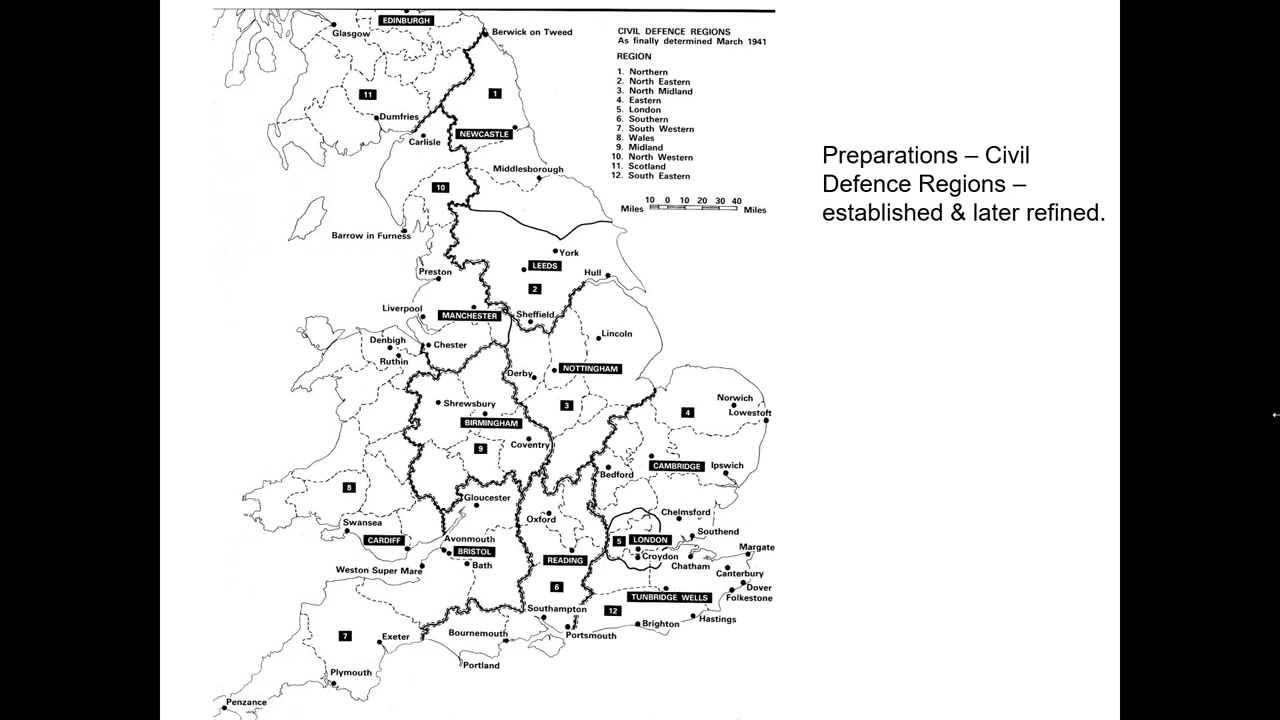 EDINBURGH
Glasgow
Berwick on Tweed
CIVIL DEFENCE REGIONS
As finally determined March 1941
REGION
1. Northern
2. North Eastern
3. North Midland
4. Eastern
5. London
6. Southern
7. South Western
8. Wales
9. Midland
10. North Western
11. Scotland
12. South Eastern
10 0 10 20 30 40
Miles Miles
11
1
Dumfries
NEWCASTLE
Carlisle
Middlesborough
10
Barrow in Furness
York
LEEDS
Preston
Hull
2
Liverpool
MANCHESTER
Sheffield
Lincoln
Denbigh
Chester
Ruthin
Derby
NOTTINGHAM
Shrewsbury
3
4
Norwich
Lowestoft
BIRMINGHAM
Coventry
9
CAMBRIDGE
Ipswich
Bedford
8
Gloucester
Swansea
Oxford
Chelmsford
CARDIFF
Avonmouth
BRISTOL
5
LONDON
Southend
Croydon
Margate
READING
Bath
Chatham
Weston Super Mare
Canterbury
6
Dover
TUNBRIDGE WELLS
Folkestone
Southampton
12
Hastings
7
Exeter
Bournemouth
Brighton
Portsmouth
Portland
Plymouth
Penzance
Preparations – Civil
Defence Regions –
established & later refined.